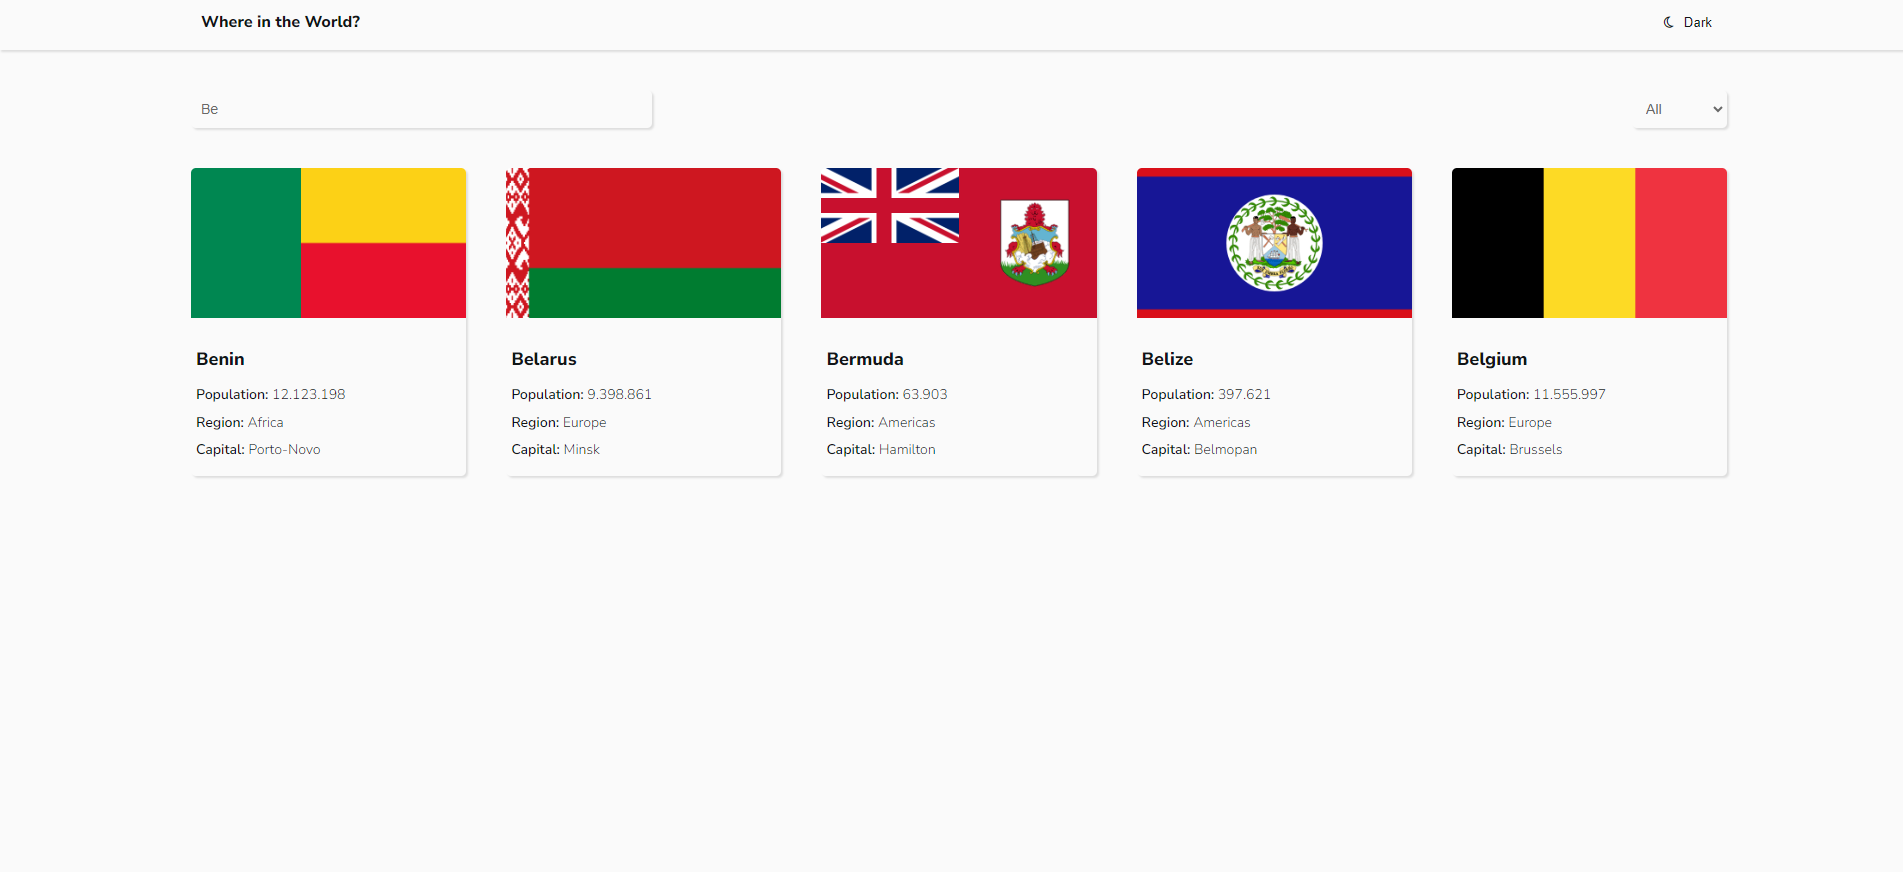 Where in the World?
Dark
Be
All
Benin
Population: 12.123.198
Region: Africa
Capital: Porto-Novo
Belarus
Population: 9.398.861
Region: Europe
Capital: Minsk
Bermuda
Population: 63.903
Region: Americas
Capital: Hamilton
Belize
Population: 397.621
Region: Americas
Capital: Belmopan
Belgium
Population: 11.555.997
Region: Europe
Capital: Brussels